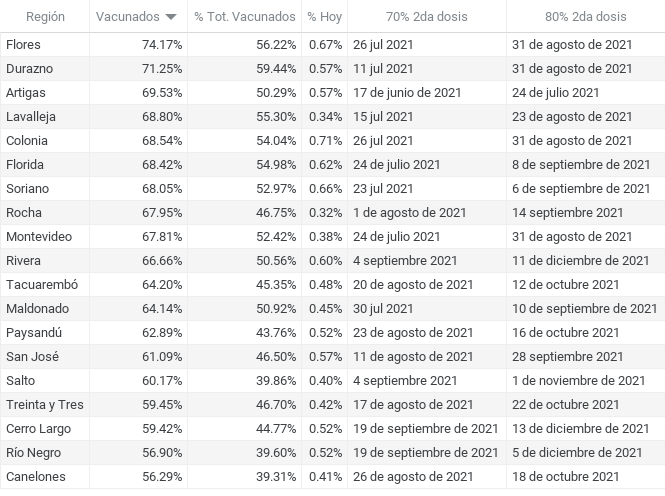 Región Vacunados % Tot. Vacunados % Hoy 70% 2da dosis 80% 2da dosis
Flores 74.17% 56.22% 0.67% 26 jul 2021 31 de agosto de 2021
Durazno 71.25% 59.44% 0.57% 11 jul 2021 31 de agosto de 2021
Artigas 69.53% 50.29% 0.57% 17 de junio de 2021 24 de julio 2021
Lavalleja 68.80% 55.30% 0.34% 15 jul 2021 23 de agosto de 2021
Colonia 68.54% 54.04% 0.71% 26 jul 2021 31 de agosto de 2021
Florida 68.42% 54.98% 0.62% 24 de julio 2021 8 de septiembre de 2021
Soriano 68.05% 52.97% 0.66% 23 jul 2021 6 de septiembre de 2021
Rocha 67.95% 46.75% 0.32% 1 de agosto de 2021 14 septiembre 2021
Montevideo 67.81% 52.42% 0.38% 24 de julio 2021 31 de agosto de 2021
Rivera 66.66% 50.56% 0.60% 4 septiembre 2021 11 de diciembre de 2021
Tacuarembó 64.20% 45.35% 0.48% 20 de agosto de 2021 12 de octubre 2021
Maldonado 64.14% 50.92% 0.45% 30 jul 2021 10 de septiembre de 2021
Paysandú 62.89% 43.76% 0.52% 23 de agosto de 2021 16 de octubre 2021
San José 61.09% 46.50% 0.57% 11 de agosto de 2021 28 septiembre 2021
Salto 60.17% 39.86% 0.40% 4 septiembre 2021 1 de noviembre de 2021
Treinta y Tres 59.45% 46.70% 0.42% 17 de agosto de 2021 22 de octubre 2021
Cerro Largo 59.42% 44.77% 0.52% 19 de septiembre de 2021 13 de diciembre de 2021
Río Negro 56.90% 39.60% 0.52% 19 de septiembre de 2021 5 de diciembre de 2021
Canelones 56.29% 39.31% 0.41% 26 de agosto de 2021 18 de octubre 2021